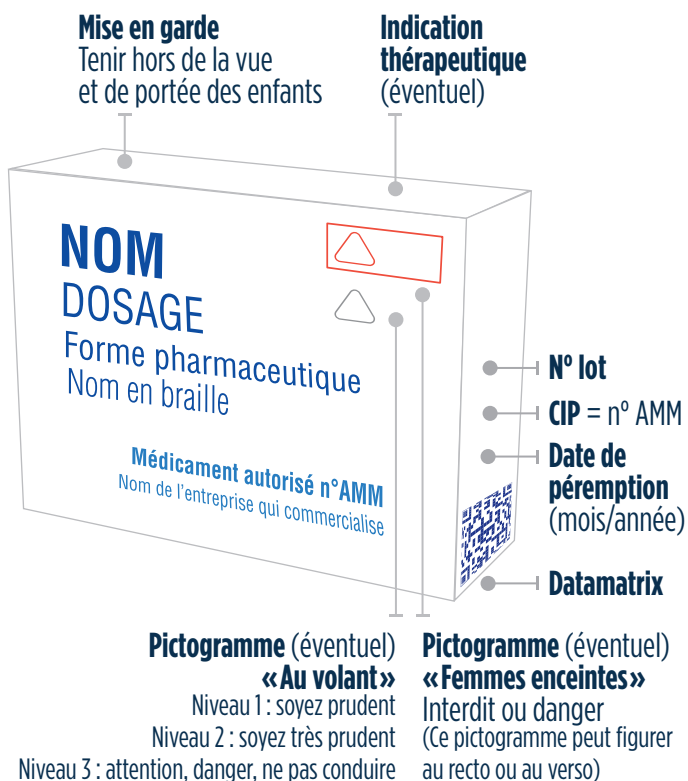 Mise en garde
Tenir hors de la vue
et de portée des enfants
Indication
thérapeutique
(éventuel)
NOM
DOSAGE
Forme pharmaceutique
Nom en braille
Médicament autorisé n°AMM
Nom de l'entreprise qui commercialise
N° lot
CIP = n° AMM
Date de
péremption
(mois/année)
Datamatrix
Pictogramme (éventuel)
«Au volant»
Niveau 1 : soyez prudent
Niveau 2 : soyez très prudent
Niveau 3 : attention, danger, ne pas conduire
Pictogramme (éventuel)
«Femmes enceintes»
Interdit ou danger
(Ce pictogramme peut figurer
au recto ou au verso)